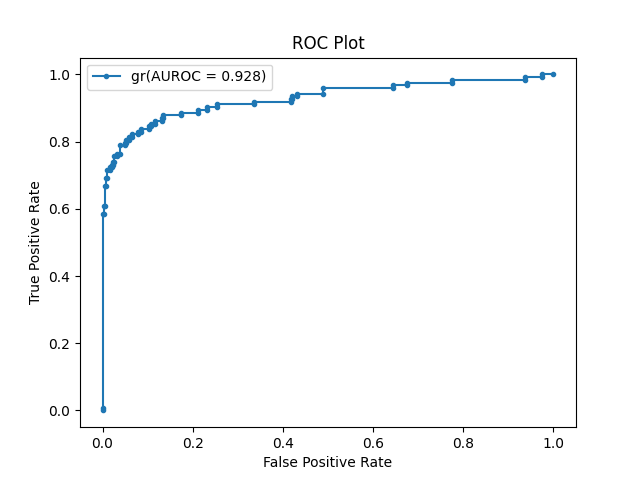 ROC Plot
gr(AUROC = 0.928)
1.0
0.8
0.6
0.4
0.2
0.0
True Positive Rate
0.0 0.2 0.4 0.6 0.8 1.0
False Positive Rate